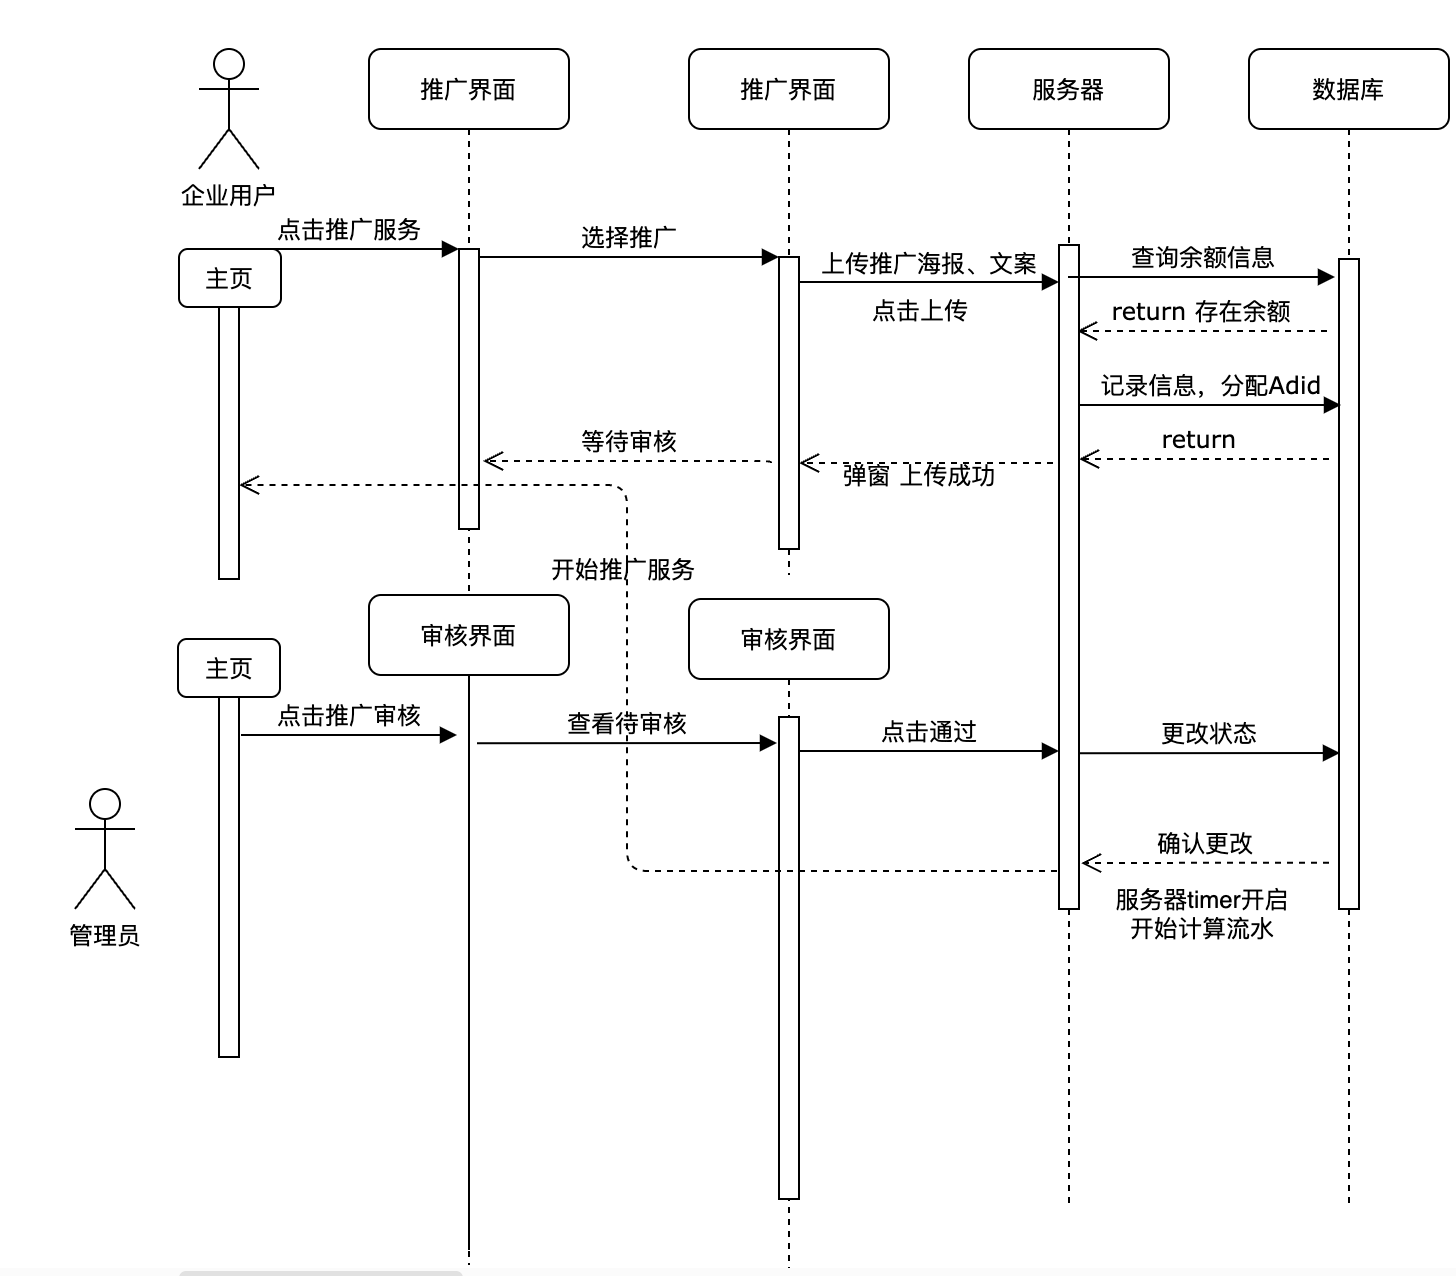 推广界面
推广界面
服务器
数据库
企业用户
点击推广服务
选择推广
上传推广海报、文案
查询余额信息
主页
点击上传
return 存在余额
记录信息，分配Adid
等待审核
return
弹窗 上传成功
开始推广服务
审核界面
审核界面
主页
点击推广审核
查看待审核
点击通过
更改状态
确认更改
服务器timer开启
开始计算流水
管理员